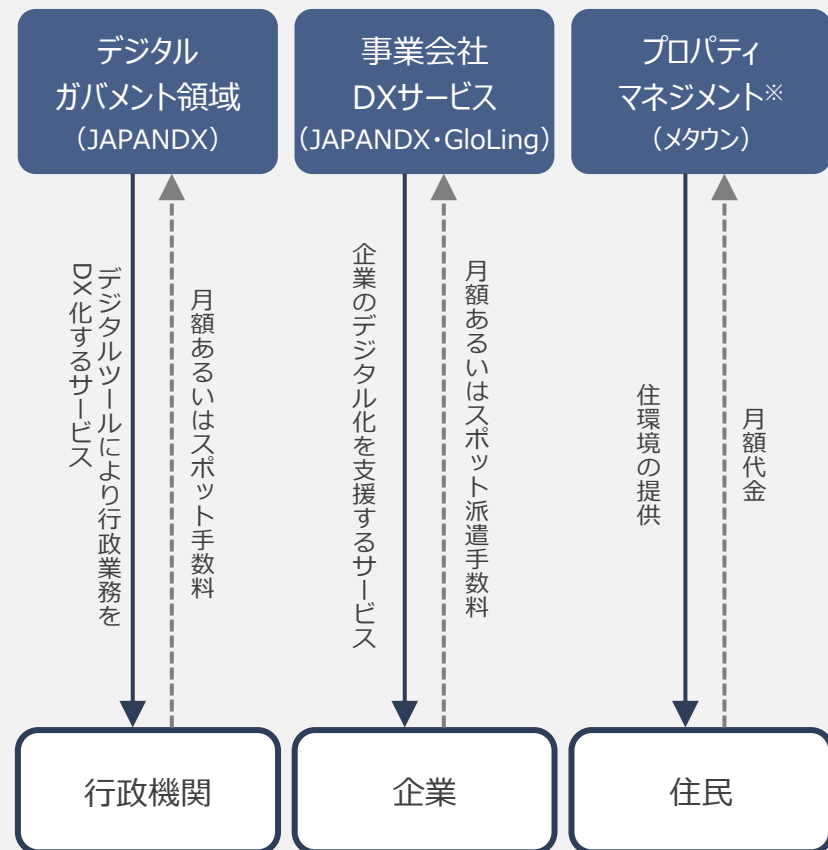 デジタル
ガバメント領域
（JAPANDX）
事業会社
DXサービス
（JAPANDX・GloLing）
プロパティ
マネジメント※
（メタウン）
デジタルツールにより行政業務を
DX化するサービス
月額あるいはスポット手数料
企業のデジタル化を支援するサービス
月額あるいはスポット派遣手数料
住環境の提供
月額代金
行政機関
企業
住民